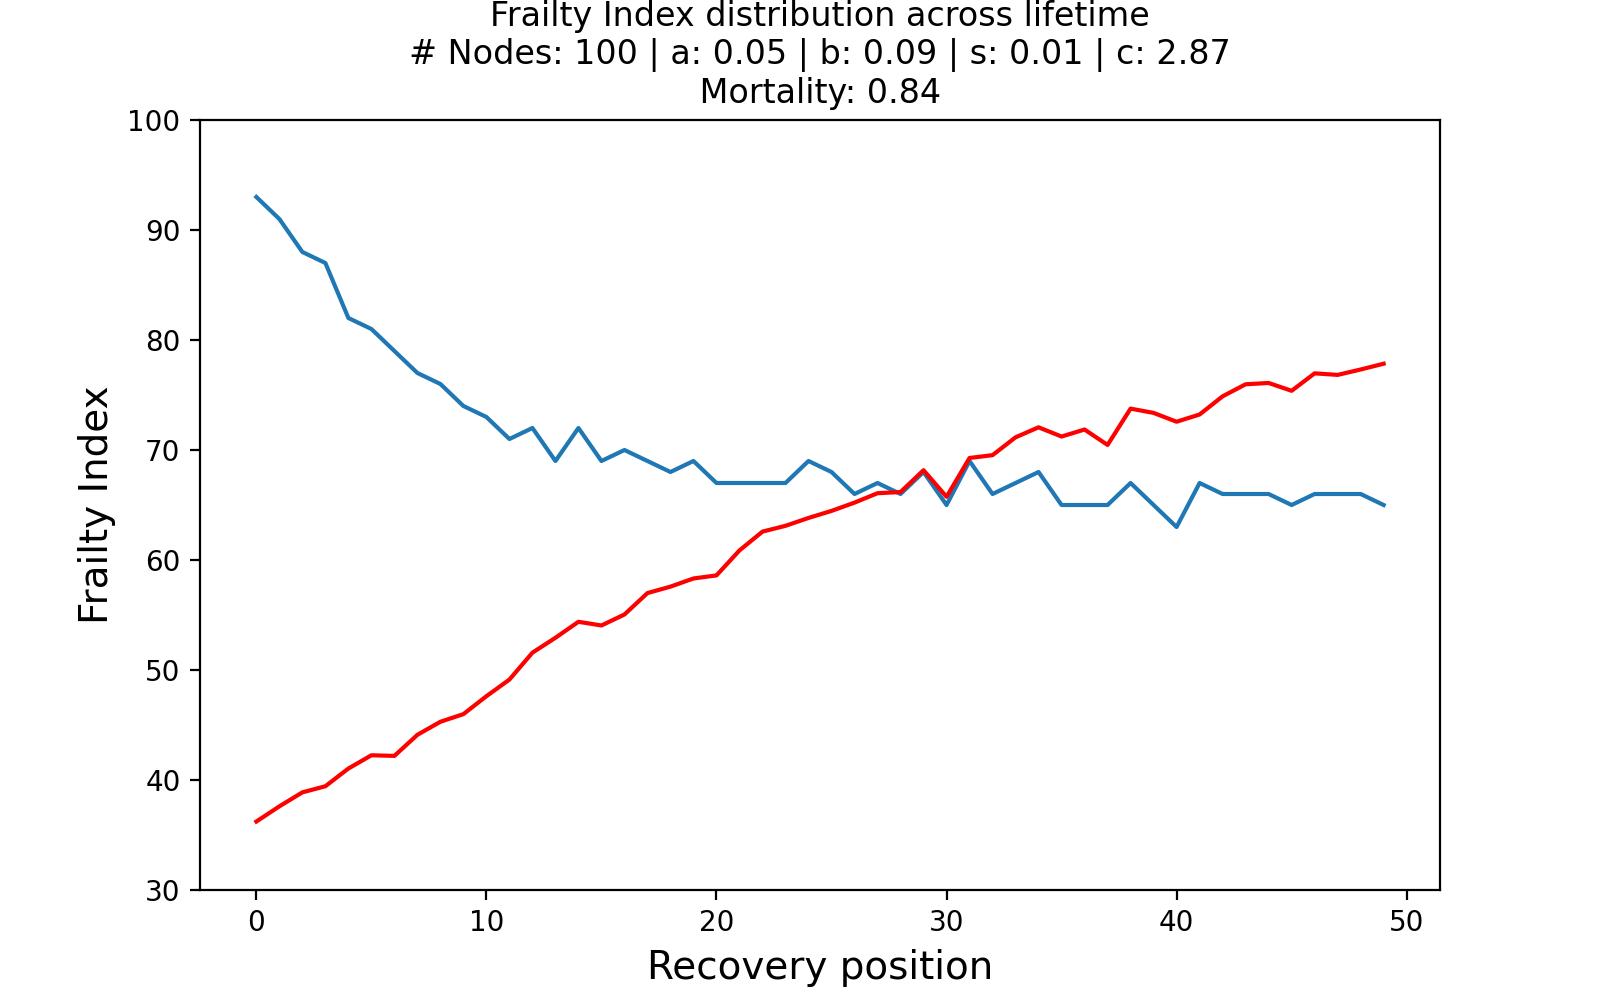 Frailty Index distribution across lifetime
# Nodes: 100 | a: 0.05 | b: 0.09 | s: 0.01 | c: 2.87
Mortality: 0.84
100
90
80
70
60
50
40
30
Frailty Index
0 10 20 30 40 50
Recovery position